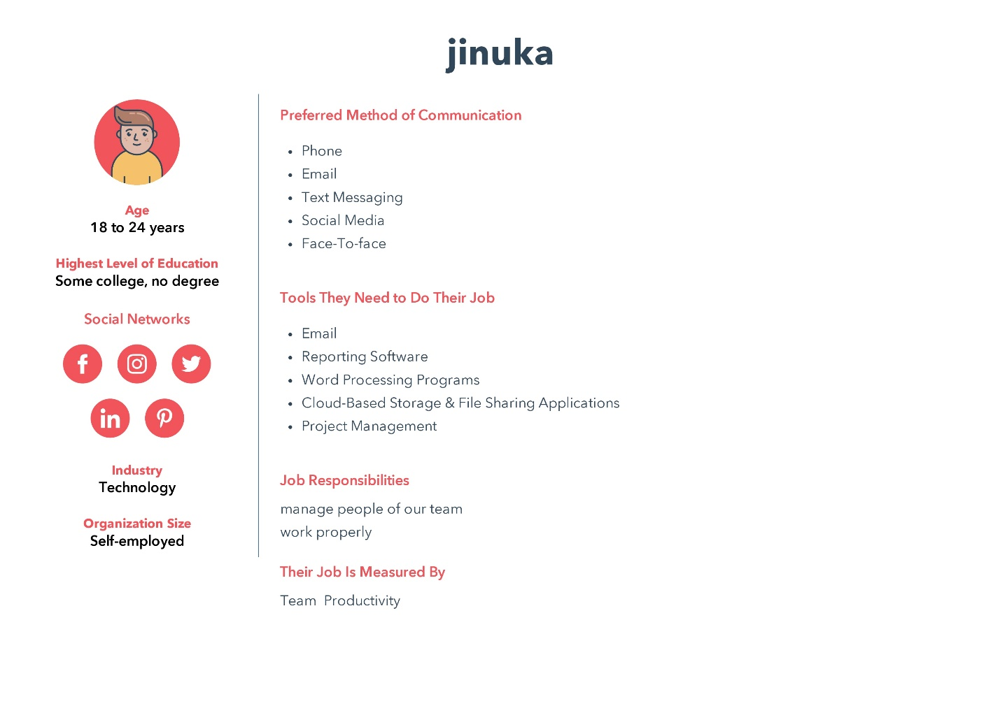 jinuka
Age
18 to 24 years
Highest Level of Education
Some college, no degree
Social Networks
Industry
Technology
Organization Size
Self-employed
Preferred Method of Communication
• Phone
• Email
• Text Messaging
• Social Media
• Face-To-face
Tools They Need to Do Their Job
• Email
• Reporting Software
• Word Processing Programs
• Cloud-Based Storage & File Sharing Applications
• Project Management
Job Responsibilities
manage people of our team
work properly
Their Job Is Measured By
Team  Productivity